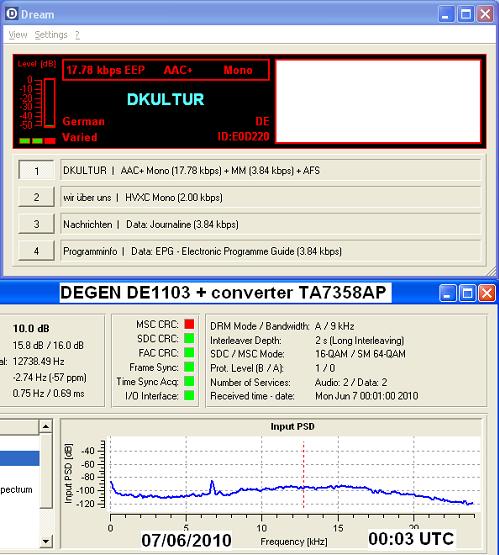 Dream
View Settings ?
Level [dB]
0
-10
-20
-30
-40
-50
17.78 kbps EEP AAC+ Mono
DKULTUR
German DE
Varied ID:E0D220
1 DKULTUR | AAC+ Mono (17.78 kbps) + MM (3.84 kbps) + AFS
2 wir über uns | HVXC Mono (2.00 kbps)
3 Nachrichten | Data: Journaline (3.84 kbps)
4 Programminfo | Data: EPG - Electronic Programme Guide (3.84 kbps)
DEGEN DE1103 + converter TA7358AP
10.0 dB
15.8 dB / 16.0 dB
al: 12738.49 Hz
-2.74 Hz (-57 ppm)
0.75 Hz / 0.69 ms
MSC CRC:
SDC CRC:
FAC CRC:
Frame Sync:
Time Sync Acq:
I/O Interface:
DRM Mode / Bandwidth: A / 9 kHz
Interleaver Depth: 2 s (Long Interleaving)
SDC / MSC Mode: 16-QAM / SM 64-QAM
Prot. Level (B / A): 1 / 0
Number of Services: Audio: 2 / Data: 2
Received time - date: Mon Jun 7 00:01:00 2010
spectrum
Input PSD
Input PSD [dB]
-40
-60
-80
-100
-120
0 5 10 15 20
Frequency [kHz]
07/06/2010
00:03 UTC